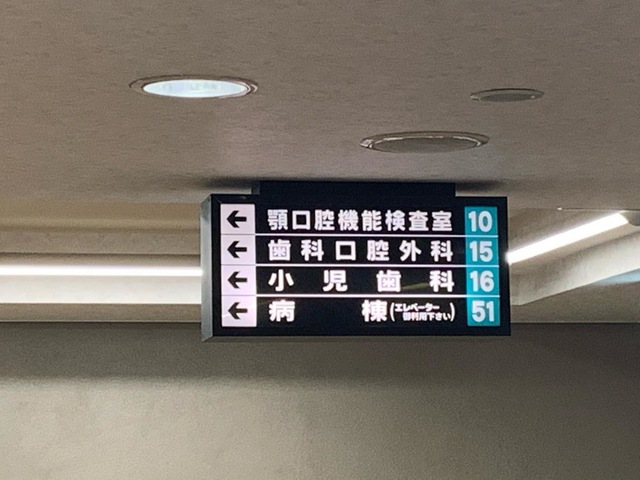 ← 顎口腔機能検査室 10
← 歯科口腔外科 15
← 小児歯科 16
← 病棟(エレベーター御利用下さい) 51